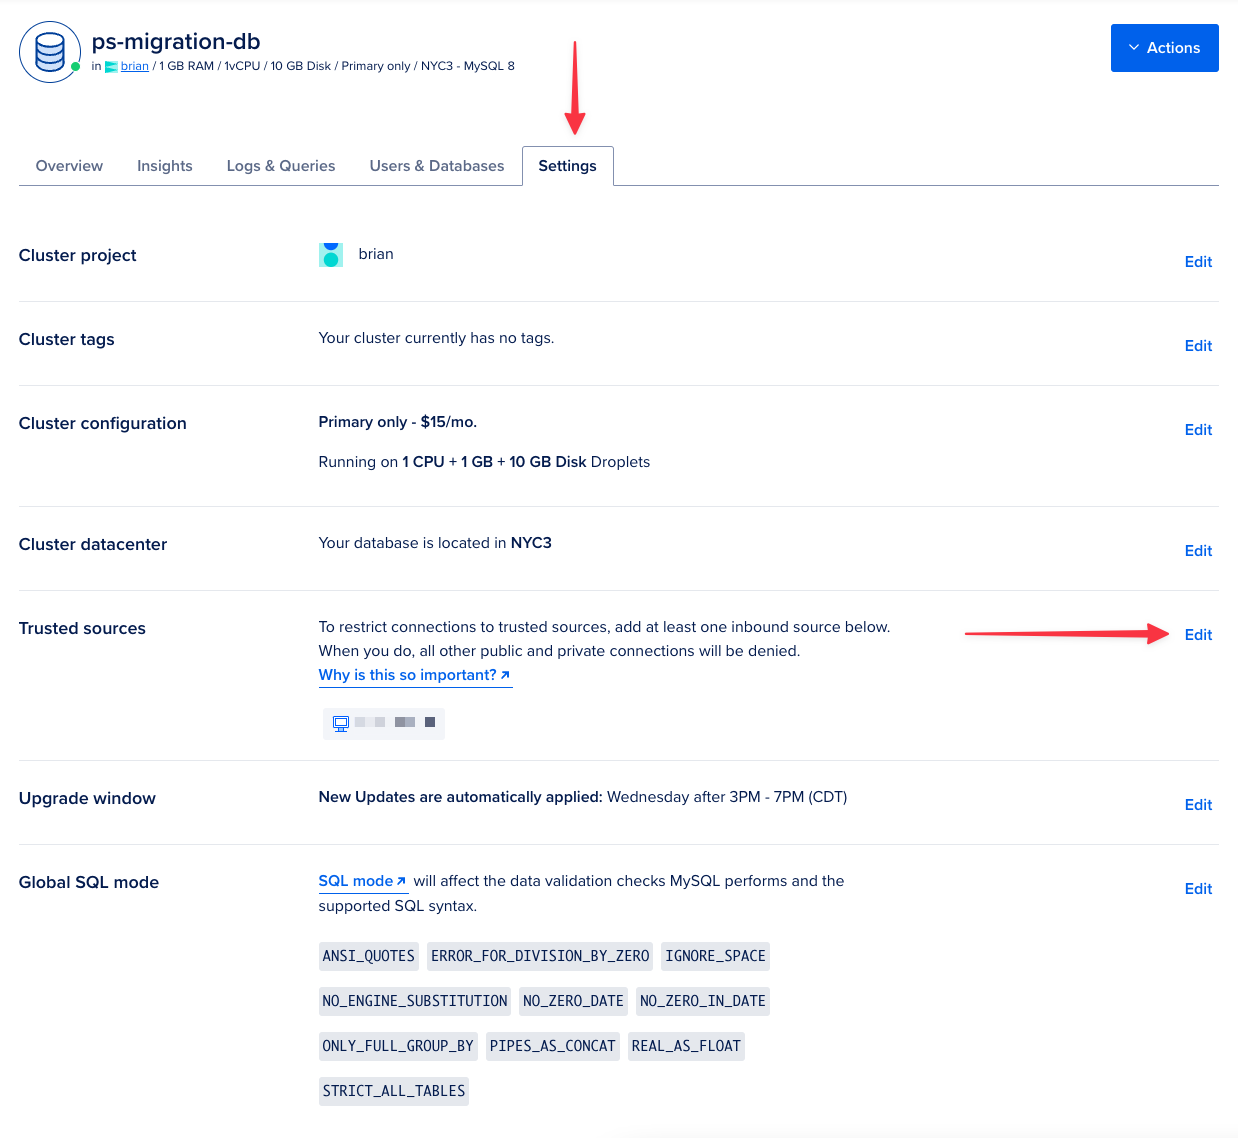 ps-migration-db
in brian / 1 GB RAM / 1vCPU / 10 GB Disk / Primary only / NYC3 - MySQL 8
Actions
Overview Insights Logs & Queries Users & Databases Settings
Cluster project brian Edit
Cluster tags Your cluster currently has no tags. Edit
Cluster configuration Primary only - $15/mo. Edit
Running on 1 CPU + 1 GB + 10 GB Disk Droplets
Cluster datacenter Your database is located in NYC3 Edit
Trusted sources To restrict connections to trusted sources, add at least one inbound source below. Edit
When you do, all other public and private connections will be denied.
Why is this so important?
Upgrade window New Updates are automatically applied: Wednesday after 3PM - 7PM (CDT) Edit
Global SQL mode SQL mode will affect the data validation checks MySQL performs and the Edit
supported SQL syntax.
ANSI_QUOTES ERROR_FOR_DIVISION_BY_ZERO IGNORE_SPACE
NO_ENGINE_SUBSTITUTION NO_ZERO_DATE NO_ZERO_IN_DATE
ONLY_FULL_GROUP_BY PIPES_AS_CONCAT REAL_AS_FLOAT
STRICT_ALL_TABLES